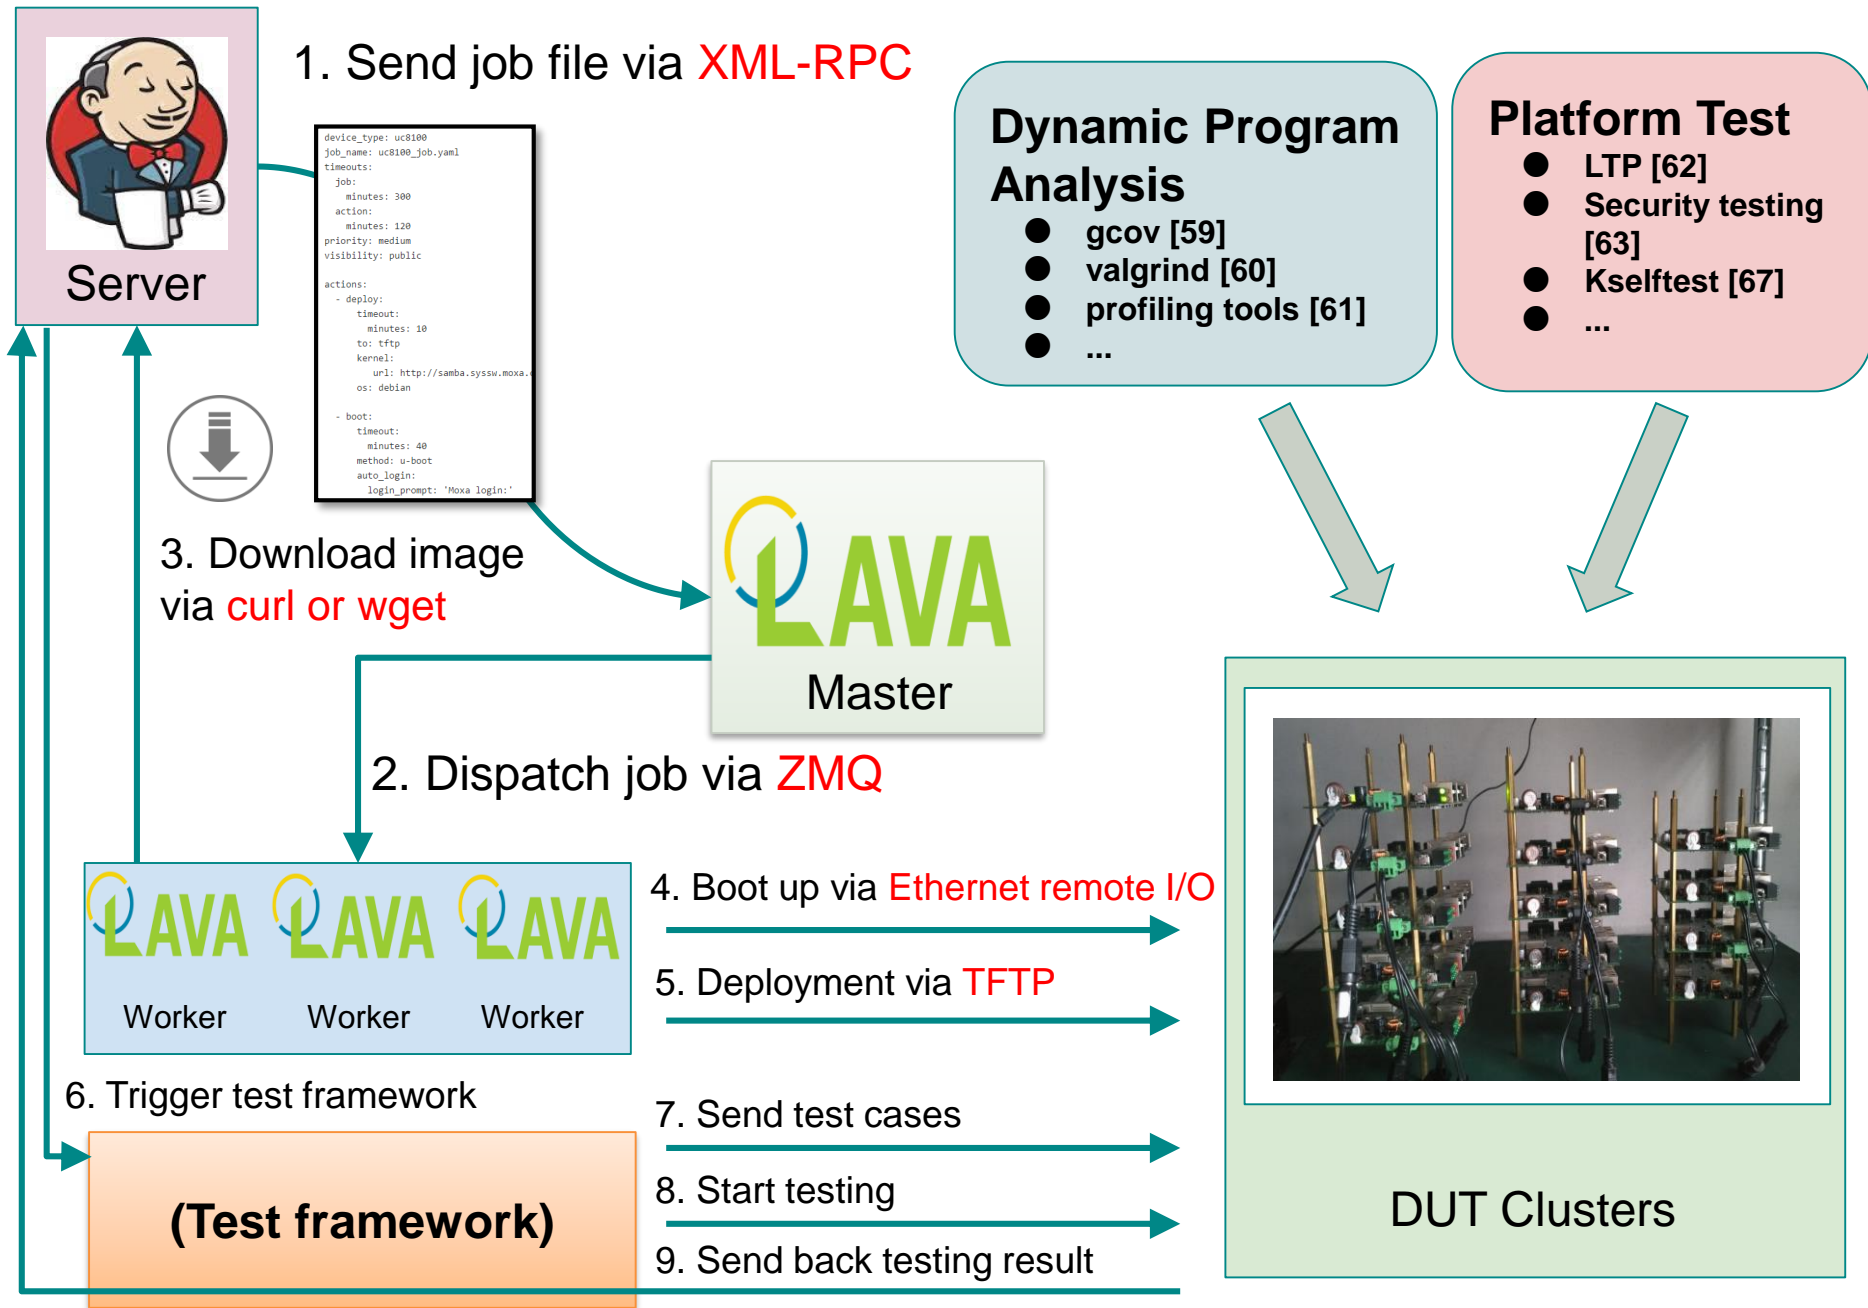 1. Send job file via XML-RPC
Server
device_type: uc8100
job_name: uc8100_job.yaml
timeouts:
job:
minutes: 300
action:
minutes: 120
priority: medium
visibility: public
actions:
- deploy:
timeout:
minutes: 10
to: tftp
kernel:
url: http://samba.syssw.moxa.
os: debian
- boot:
timeout:
minutes: 40
method: u-boot
auto_login:
login_prompt: 'Moxa login:'
Dynamic Program
Analysis
● gcov [59]
● valgrind [60]
● profiling tools [61]
● ...
Platform Test
● LTP [62]
● Security testing
[63]
● Kselftest [67]
● ...
3. Download image
via curl or wget
LAVA
Master
2. Dispatch job via ZMQ
LAVA LAVA LAVA
Worker Worker Worker
4. Boot up via Ethernet remote I/O
5. Deployment via TFTP
6. Trigger test framework
(Test framework)
7. Send test cases
8. Start testing
9. Send back testing result
DUT Clusters